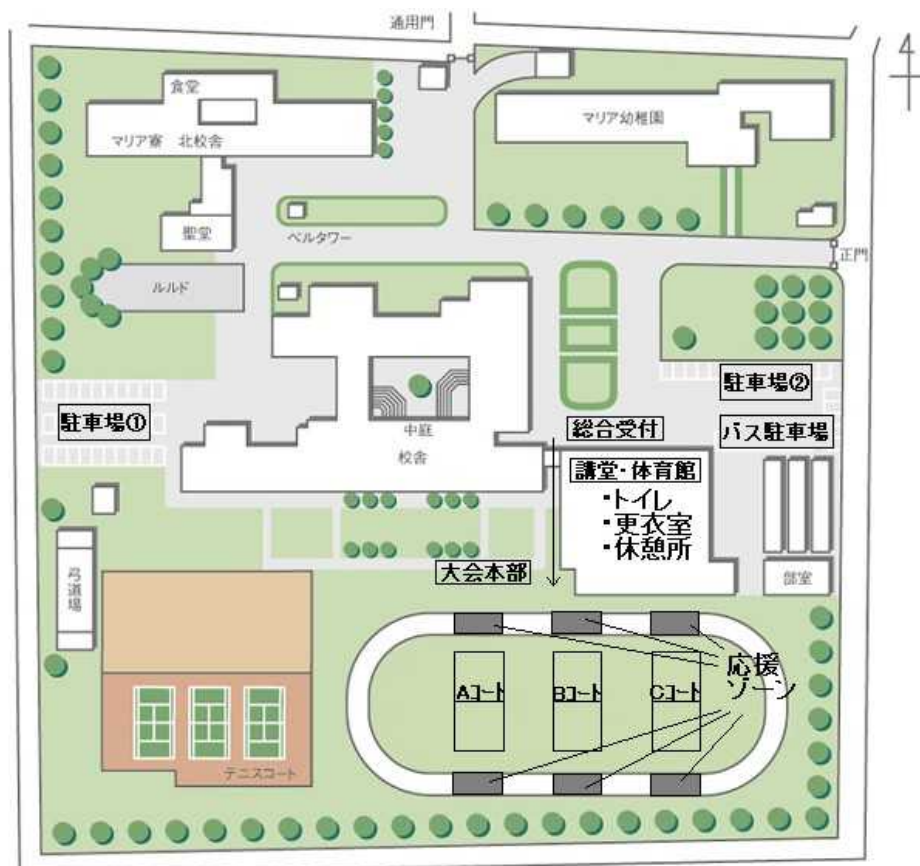 通用門
食堂
マリア寮 北校舎
マリア幼稚園
聖堂
ベルタワー
正門
ルルド
駐車場②
駐車場①
中庭
総合受付
バス駐車場
校舎
講堂・体育館
・トイレ
・更衣室
・休憩所
大会本部
弓道場
部室
応援
ゾーン
Aコート
Bコート
Cコート
テニスコート